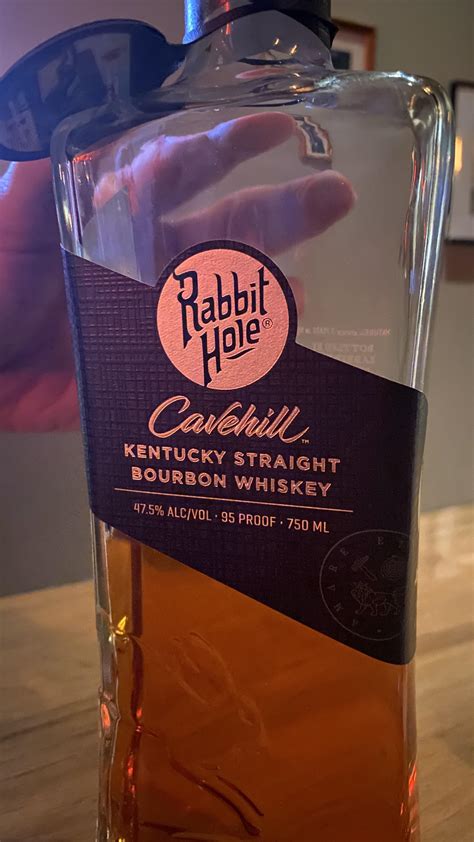 Rabbit
Hole®
Cavehill™
KENTUCKY STRAIGHT
BOURBON WHISKEY
47.5% ALC/VOL · 95 PROOF · 750 ML